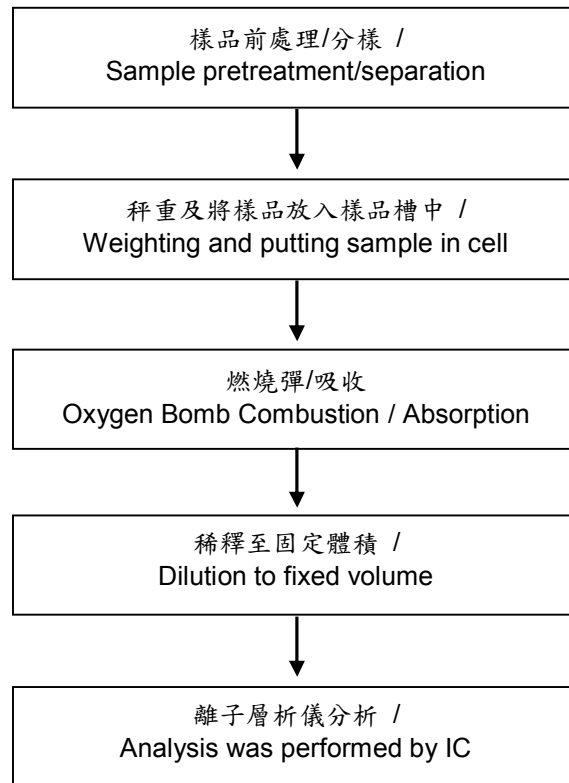 樣品前處理/分樣 /
Sample pretreatment/separation
秤重及將樣品放入樣品槽中 /
Weighting and putting sample in cell
燃燒彈/吸收
Oxygen Bomb Combustion / Absorption
稀釋至固定體積 /
Dilution to fixed volume
離子層析儀分析 /
Analysis was performed by IC